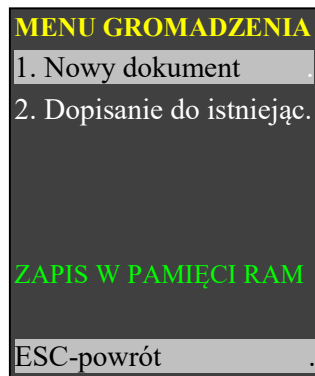 MENU GROMADZENIA
1. Nowy dokument .
2. Dopisanie do istniejąc.
ZAPIS W PAMIĘCI RAM
ESC-powrót .